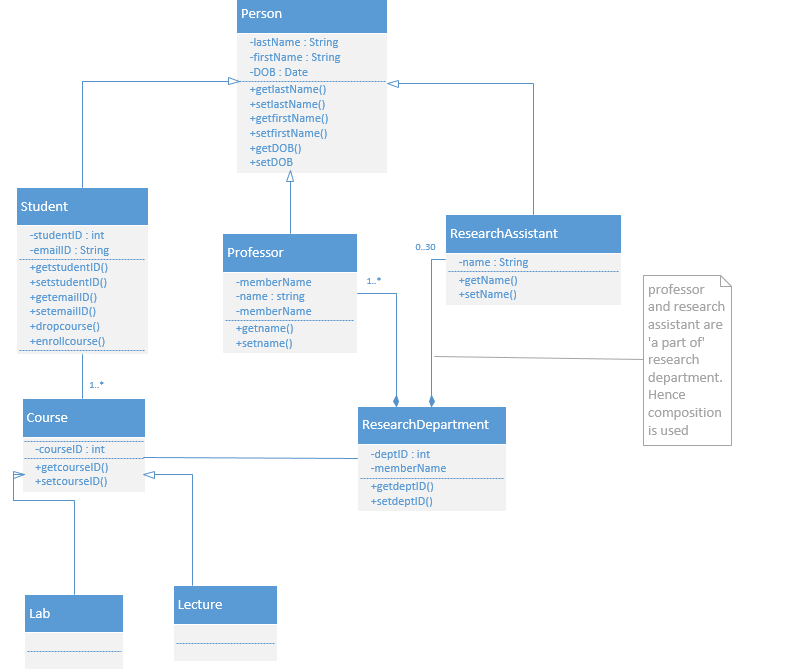 Person
-lastName : String
-firstName : String
-DOB : Date
+getlastName()
+setlastName()
+getfirstName()
+setfirstName()
+getDOB()
+setDOB
Student
-studentID : int
-emailID : String
+getstudentID()
+setstudentID()
+getemailID()
+setemailID()
+dropcourse()
+enrollcourse()
Professor
-memberName
-name : string
-memberName
+getname()
+setname()
1..*
0..30
ResearchAssistant
-name : String
+getName()
+setName()
professor
and research
assistant are
'a part of'
research
department.
Hence
composition
is used
1..*
Course
-courseID : int
+getcourseID()
+setcourseID()
ResearchDepartment
-deptID : int
-memberName
+getdeptID()
+setdeptID()
Lab
Lecture